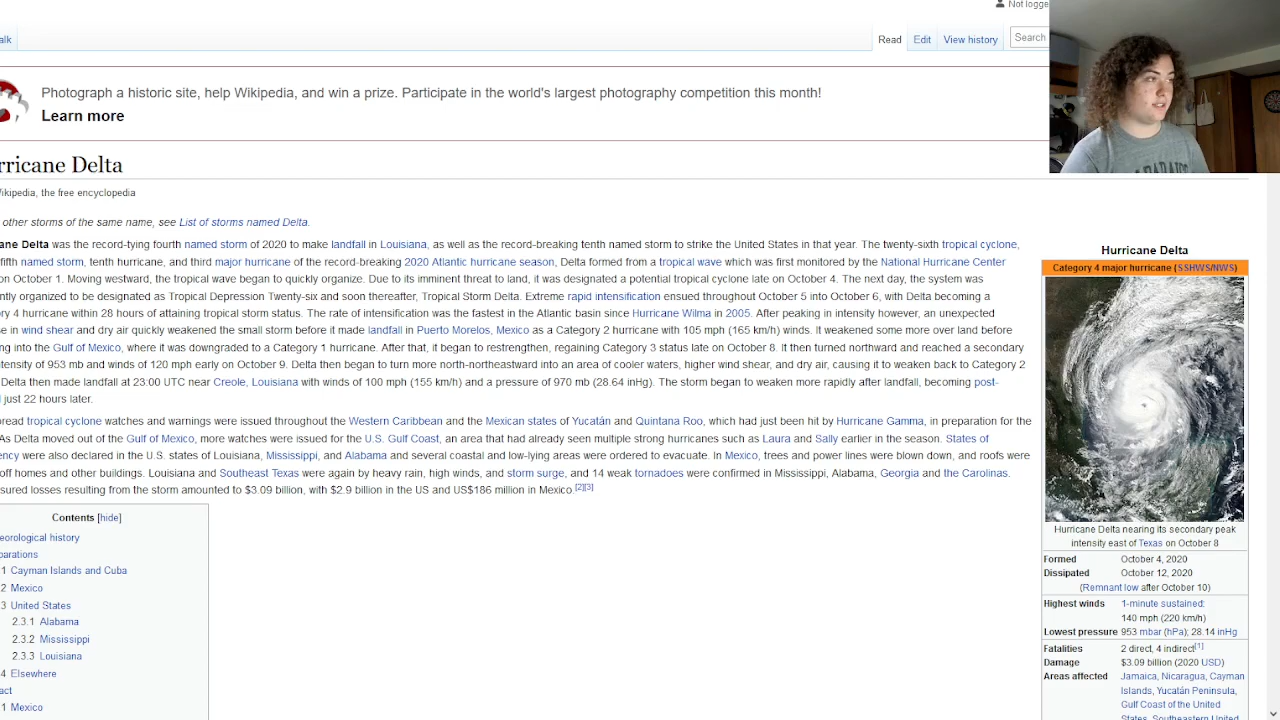 Not logge
alk
Read Edit View history Search
Photograph a historic site, help Wikipedia, and win a prize. Participate in the world's largest photography competition this month!
Learn more
rricane Delta
ikipedia, the free encyclopedia
other storms of the same name, see List of storms named Delta.
ane Delta was the record-tying fourth named storm of 2020 to make landfall in Louisiana, as well as the record-breaking tenth named storm to strike the United States in that year. The twenty-sixth tropical cyclone,
fifth named storm, tenth hurricane, and third major hurricane of the record-breaking 2020 Atlantic hurricane season, Delta formed from a tropical wave which was first monitored by the National Hurricane Center
on October 1. Moving westward, the tropical wave began to quickly organize. Due to its imminent threat to land, it was designated a potential tropical cyclone late on October 4. The next day, the system was
ntly organized to be designated as Tropical Depression Twenty-six and soon thereafter, Tropical Storm Delta. Extreme rapid intensification ensued throughout October 5 into October 6, with Delta becoming a
ry 4 hurricane within 28 hours of attaining tropical storm status. The rate of intensification was the fastest in the Atlantic basin since Hurricane Wilma in 2005. After peaking in intensity however, an unexpected
se in wind shear and dry air quickly weakened the small storm before it made landfall in Puerto Morelos, Mexico as a Category 2 hurricane with 105 mph (165 km/h) winds. It weakened some more over land before
ng into the Gulf of Mexico, where it was downgraded to a Category 1 hurricane. After that, it began to restrengthen, regaining Category 3 status late on October 8. It then turned northward and reached a secondary
ntensity of 953 mb and winds of 120 mph early on October 9. Delta then began to turn more north-northeastward into an area of cooler waters, higher wind shear, and dry air, causing it to weaken back to Category 2
Delta then made landfall at 23:00 UTC near Creole, Louisiana with winds of 100 mph (155 km/h) and a pressure of 970 mb (28.64 inHg). The storm began to weaken more rapidly after landfall, becoming post-
l just 22 hours later.
pread tropical cyclone watches and warnings were issued throughout the Western Caribbean and the Mexican states of Yucatán and Quintana Roo, which had just been hit by Hurricane Gamma, in preparation for the
As Delta moved out of the Gulf of Mexico, more watches were issued for the U.S. Gulf Coast, an area that had already seen multiple strong hurricanes such as Laura and Sally earlier in the season. States of
ency were also declared in the U.S. states of Louisiana, Mississippi, and Alabama and several coastal and low-lying areas were ordered to evacuate. In Mexico, trees and power lines were blown down, and roofs were
off homes and other buildings. Louisiana and Southeast Texas were again by heavy rain, high winds, and storm surge, and 14 weak tornadoes were confirmed in Mississippi, Alabama, Georgia and the Carolinas.
sured losses resulting from the storm amounted to $3.09 billion, with $2.9 billion in the US and US$186 million in Mexico.[2][3]
Contents [hide]
eorological history
parations
1 Cayman Islands and Cuba
2 Mexico
3 United States
2.3.1 Alabama
2.3.2 Mississippi
2.3.3 Louisiana
4 Elsewhere
act
1 Mexico
Hurricane Delta
Category 4 major hurricane (SSHWS/NWS)
Hurricane Delta nearing its secondary peak
intensity east of Texas on October 8
Formed October 4, 2020
Dissipated October 12, 2020
(Remnant low after October 10)
Highest winds 1-minute sustained:
140 mph (220 km/h)
Lowest pressure 953 mbar (hPa); 28.14 inHg
Fatalities 2 direct, 4 indirect[1]
Damage $3.09 billion (2020 USD)
Areas affected Jamaica, Nicaragua, Cayman
Islands, Yucatán Peninsula,
Gulf Coast of the United
States, Southeastern United